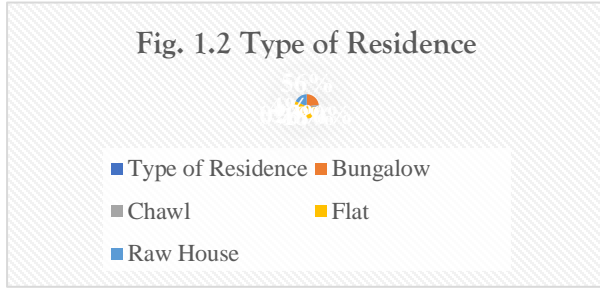 Fig. 1.2 Type of Residence
Type of Residence Bungalow
Chawl Flat
Raw House